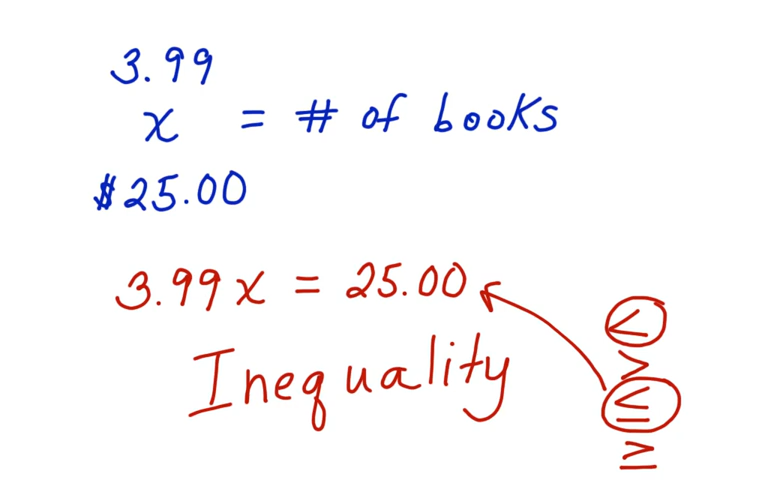 3.99
x = # of books
$25.00
3.99x = 25.00
Inequality
<
>
≤
≥